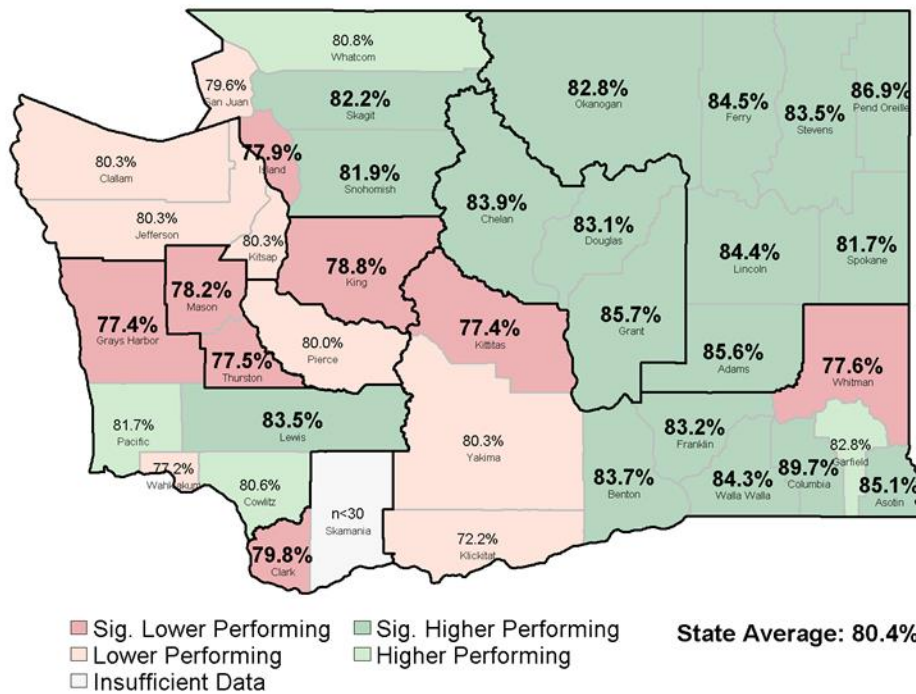 80.8%
Whatcom
79.6%
San Juan
82.2%
Skagit
77.9%
Island
81.9%
Snohomish
82.8%
Okanogan
84.5%
Ferry
83.5%
Stevens
86.9%
Pend Oreille
80.3%
Clallam
80.3%
Jefferson
80.3%
Kitsap
83.9%
Chelan
83.1%
Douglas
84.4%
Lincoln
81.7%
Spokane
78.8%
King
78.2%
Mason
77.4%
Grays Harbor
77.5%
Thurston
80.0%
Pierce
77.4%
Kittitas
85.7%
Grant
85.6%
Adams
77.6%
Whitman
81.7%
Pacific
83.5%
Lewis
77.2%
Wahkiakum
80.6%
Cowlitz
n<30
Skamania
79.8%
Clark
80.3%
Yakima
72.2%
Klickitat
83.7%
Benton
83.2%
Franklin
84.3%
Walla Walla
89.7%
Columbia
82.8%
Garfield
85.1%
Asotin
Sig. Lower Performing
Sig. Higher Performing
Lower Performing
Higher Performing
Insufficient Data
State Average: 80.4%